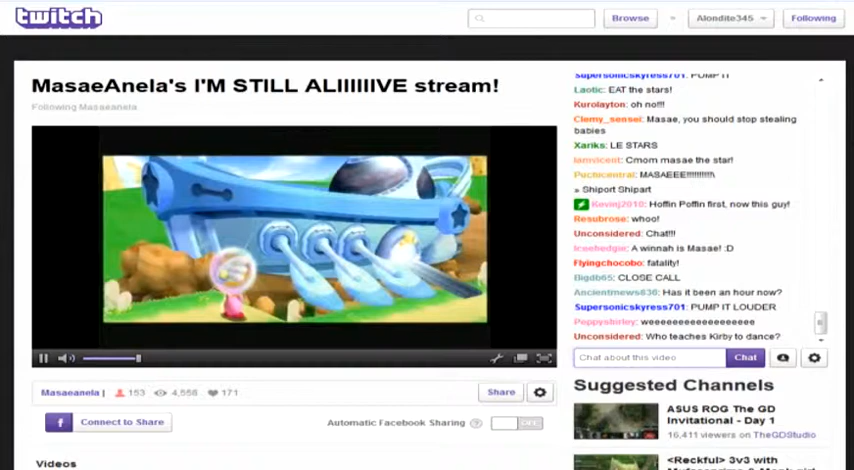 twitch
Browse
Alondite345
Following
MasaeAnela's I'M STILL ALIIIIIIVE stream!
Following Masaeanela
Supersonicskyress701: PUMP IT
Laotic: EAT the stars!
Kurolayton: oh no!!!
Clemy_sensei: Masae, you should stop stealing
babies
Xariks: LE STARS
Iamvicent: Cmom masae the star!
Puchicentral: MASAEEE!!!!!!!!!!\
» Shiport Shipart
Kevinj2010: Hoffin Poffin first, now this guy!
Resubrose: whoo!
Unconsidered: Chat!!!
Iceehedgie: A winnah is Masae! :D
Flyingchocobo: fatality!
Bigdb65: CLOSE CALL
Ancientmews636: Has it been an hour now?
Supersonicskyress701: PUMP IT LOUDER
Peppyshirley: weeeeeeeeeeeeeeeeeee
Unconsidered: Who teaches Kirby to dance?
Chat about this video
Chat
Masaeanela | 153 4,558 171
Share
f Connect to Share
Automatic Facebook Sharing ? OFF
Videos
Suggested Channels
ASUS ROG The GD
Invitational - Day 1
16,411 viewers on TheGDStudio
<Reckful> 3v3 with